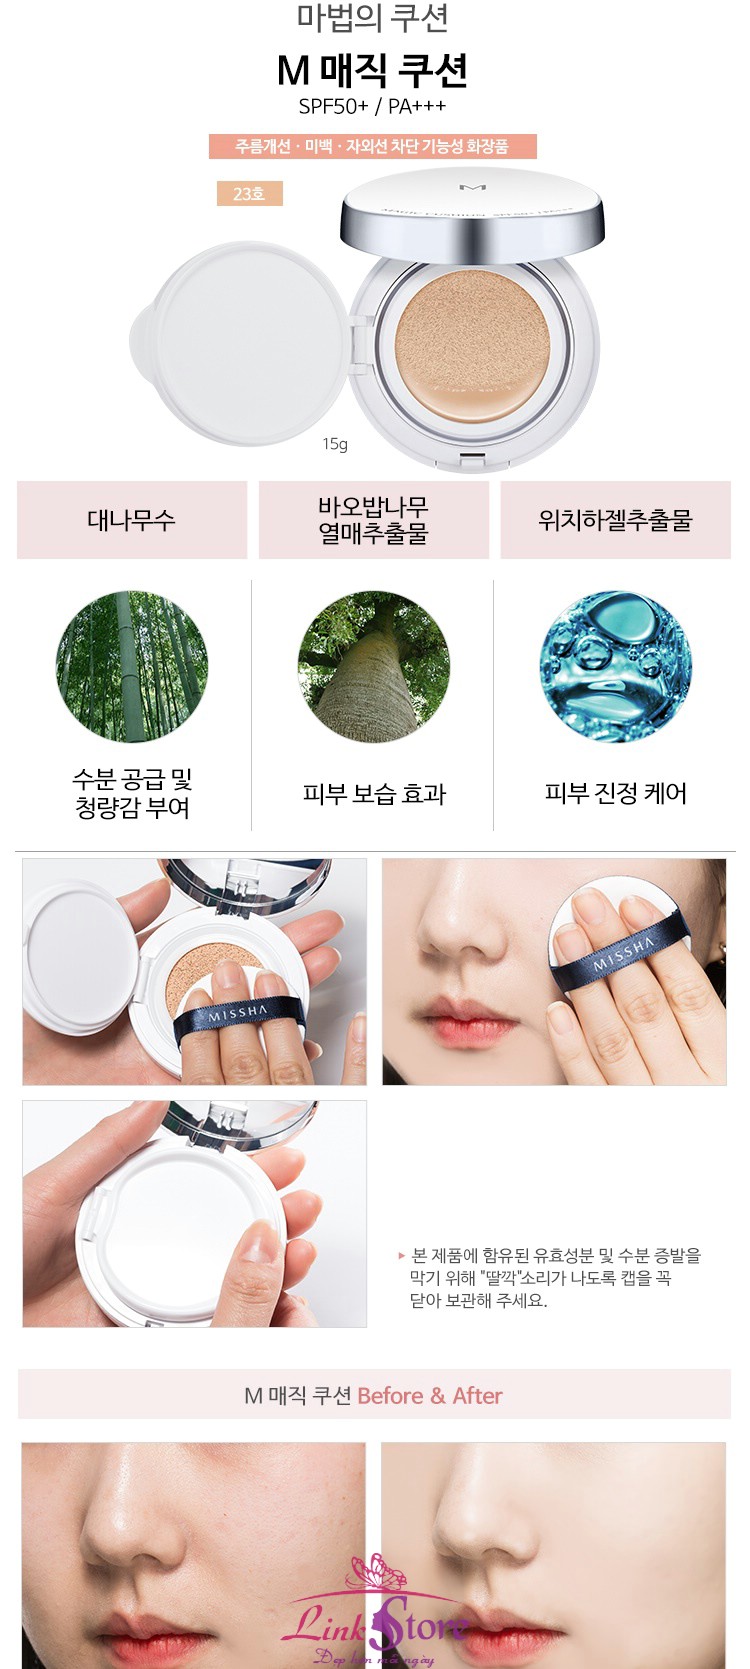 마법의 쿠션
M 매직 쿠션
SPF50+ / PA+++
주름개선 · 미백 · 자외선 차단 기능성 화장품
23호
M
15g
대나무수
바오밥나무
열매추출물
위치하젤추출물
수분 공급 및
청량감 부여
피부 보습 효과
피부 진정 케어
MISSHA
MISSHA
▸ 본 제품에 함유된 유효성분 및 수분 증발을
막기 위해 "딸깍"소리가 나도록 캡을 꼭
닫아 보관해 주세요.
M 매직 쿠션 Before & After
Link Store
Đẹp hơn mỗi ngày